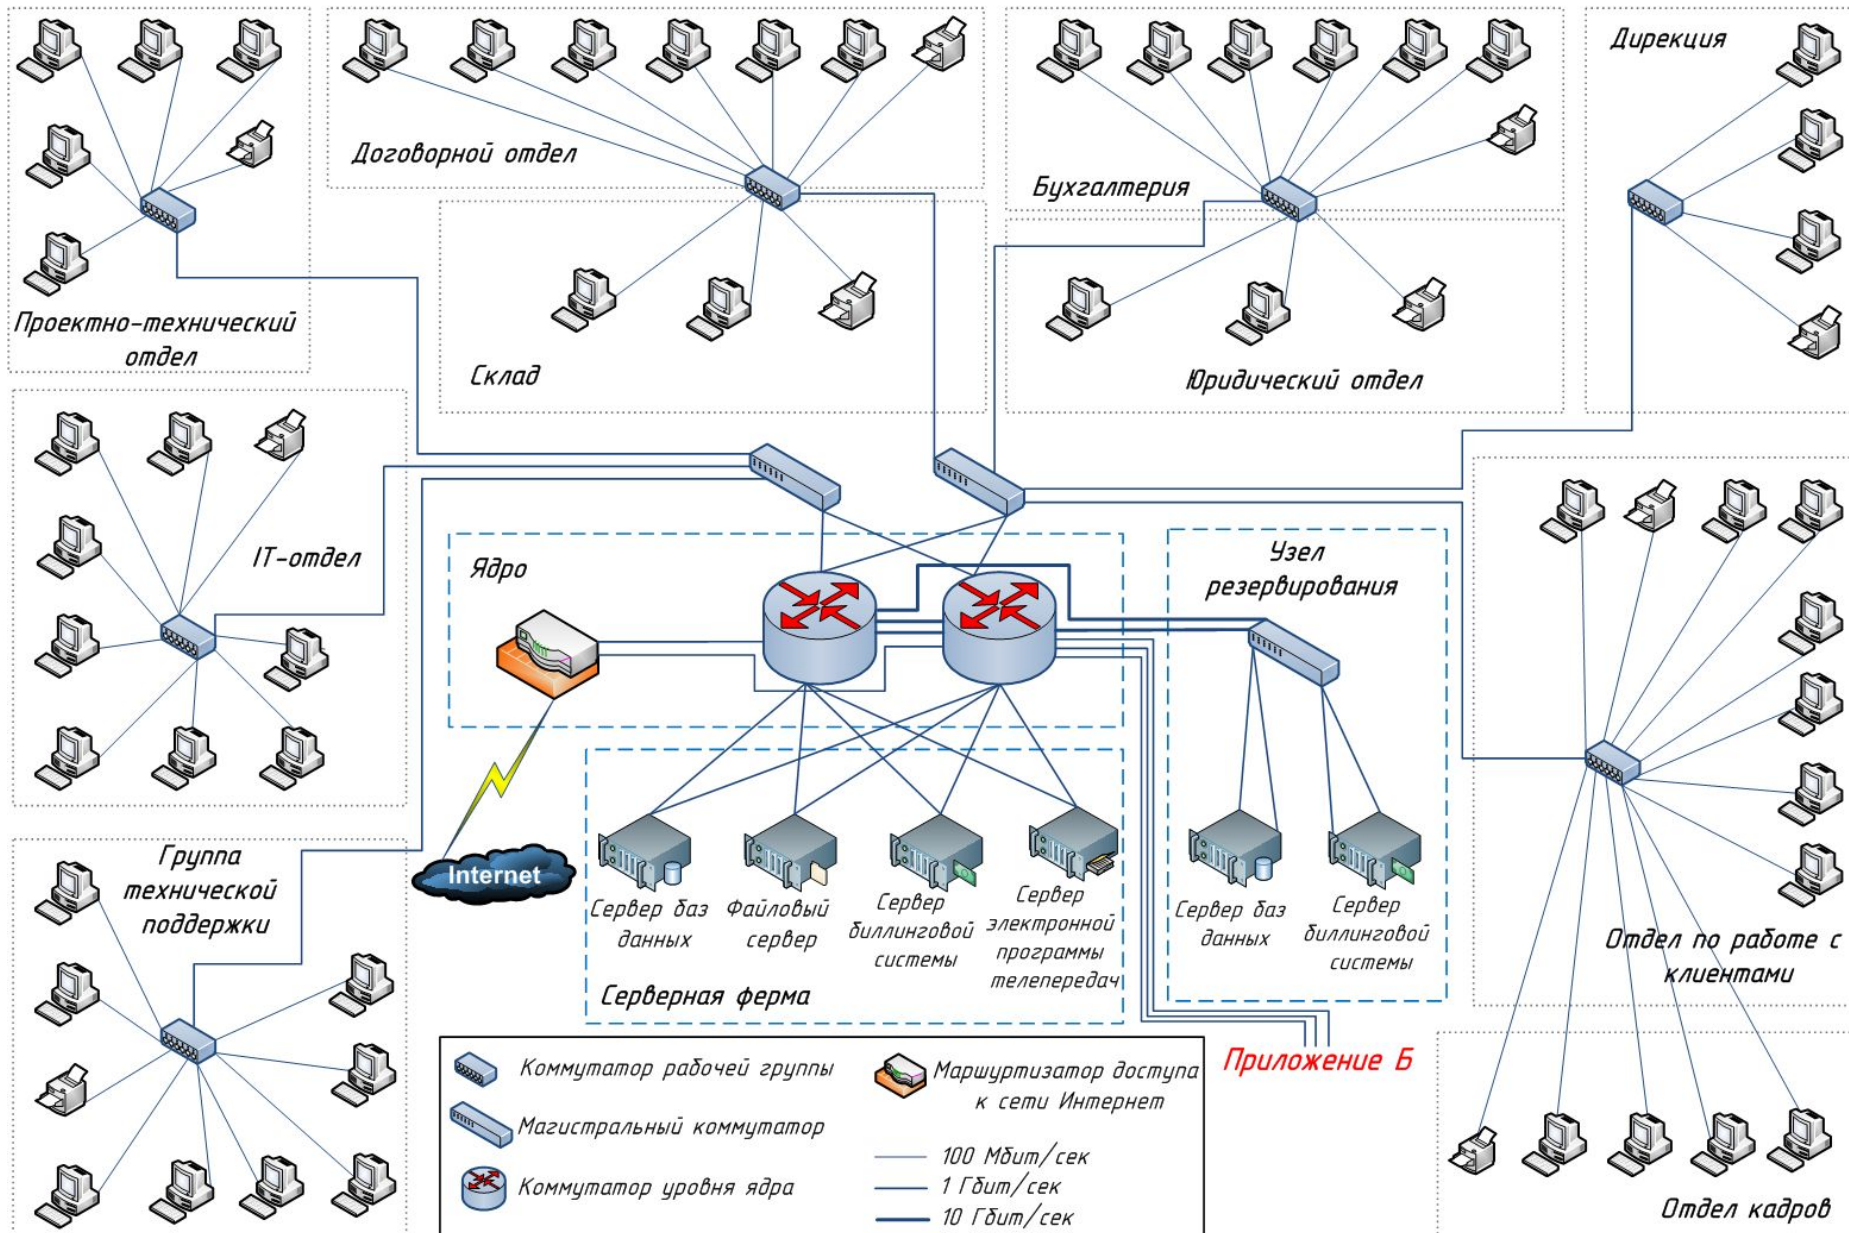 Договорной отдел
Бухгалтерия
Дирекция
Проектно-технический
отдел
Склад
Юридический отдел
IT-отдел
Ядро
Узел
резервирования
Группа
технической
поддержки
Internet
Сервер баз
данных
Файловый
сервер
Сервер
биллинговой
системы
Сервер
электронной
программы
телепередач
Серверная ферма
Сервер баз
данных
Сервер
биллинговой
системы
Отдел по работе с
клиентами
Приложение Б
Коммутатор рабочей группы
Магистральный коммутатор
Коммутатор уровня ядра
Маршуртизатор доступа
к сети Интернет
100 Мбит/сек
1 Гбит/сек
10 Гбит/сек
Отдел кадров